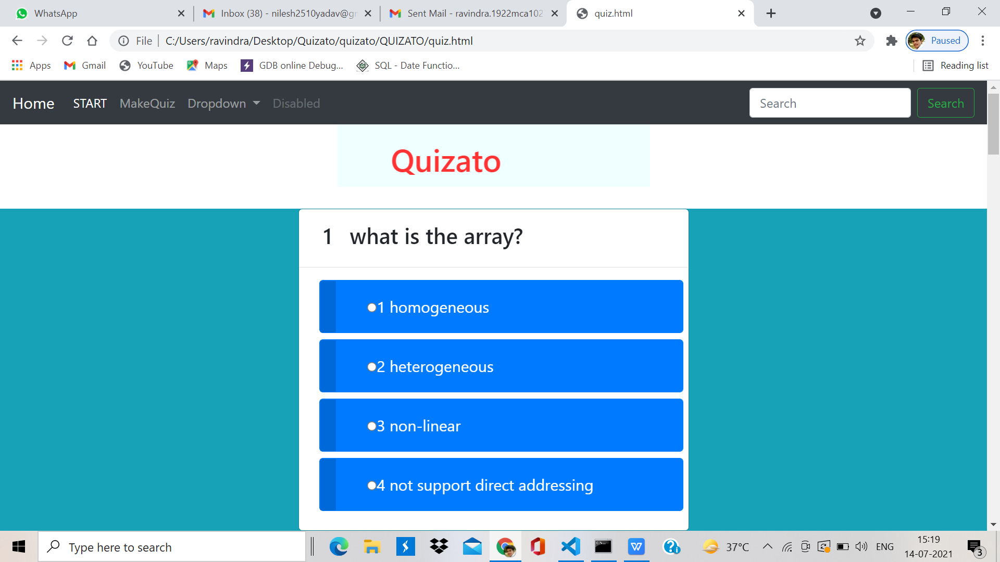 WhatsApp
Inbox (38) - nilesh2510yadav@gr
Sent Mail - ravindra.1922mca102
quiz.html
File C:/Users/ravindra/Desktop/Quizato/quizato/QUIZATO/quiz.html
Paused
Apps Gmail YouTube Maps GDB online Debug... SQL - Date Functio... Reading list
Home START MakeQuiz Dropdown Disabled Search Search
Quizato
1 what is the array?
1 homogeneous
2 heterogeneous
3 non-linear
4 not support direct addressing
Type here to search
37°C
ENG
15:19
14-07-2021
3